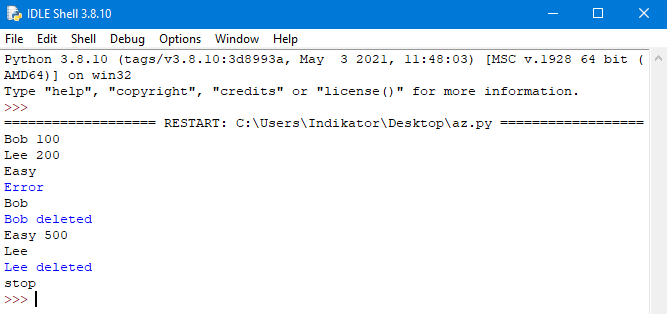 IDLE Shell 3.8.10
File Edit Shell Debug Options Window Help
Python 3.8.10 (tags/v3.8.10:3d8993a, May  3 2021, 11:48:03) [MSC v.1928 64 bit (
AMD64)] on win32
Type "help", "copyright", "credits" or "license()" for more information.
>>>
=================== RESTART: C:\Users\Indikator\Desktop\az.py ==================
Bob 100
Lee 200
Easy
Error
Bob
Bob deleted
Easy 500
Lee
Lee deleted
stop
>>>